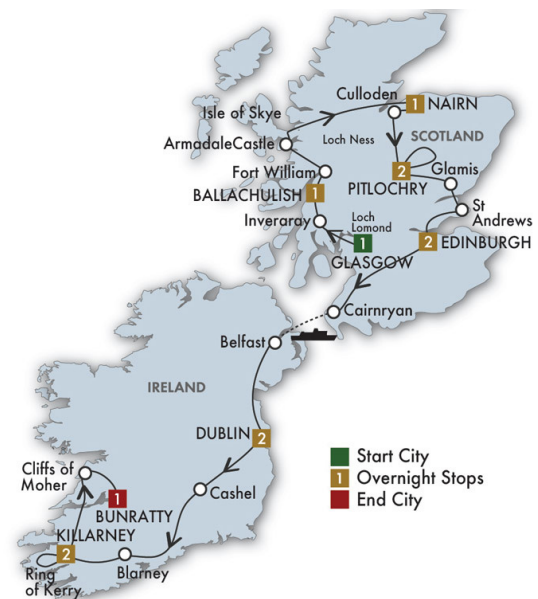 Culloden
1 NAIRN
Isle of Skye
Loch Ness
SCOTLAND
ArmadaleCastle
Fort William
2
Glamis
PITLOCHRY
BALLACHULISH 1
St
Andrews
Inveraray
Loch
Lomond
1
GLASGOW
2 EDINBURGH
Cairnryan
Belfast
IRELAND
DUBLIN 2
Cliffs of
Moher
Cashel
1
BUNRATTY
KILLARNEY
2
Blarney
Ring
of Kerry
Start City
1 Overnight Stops
End City